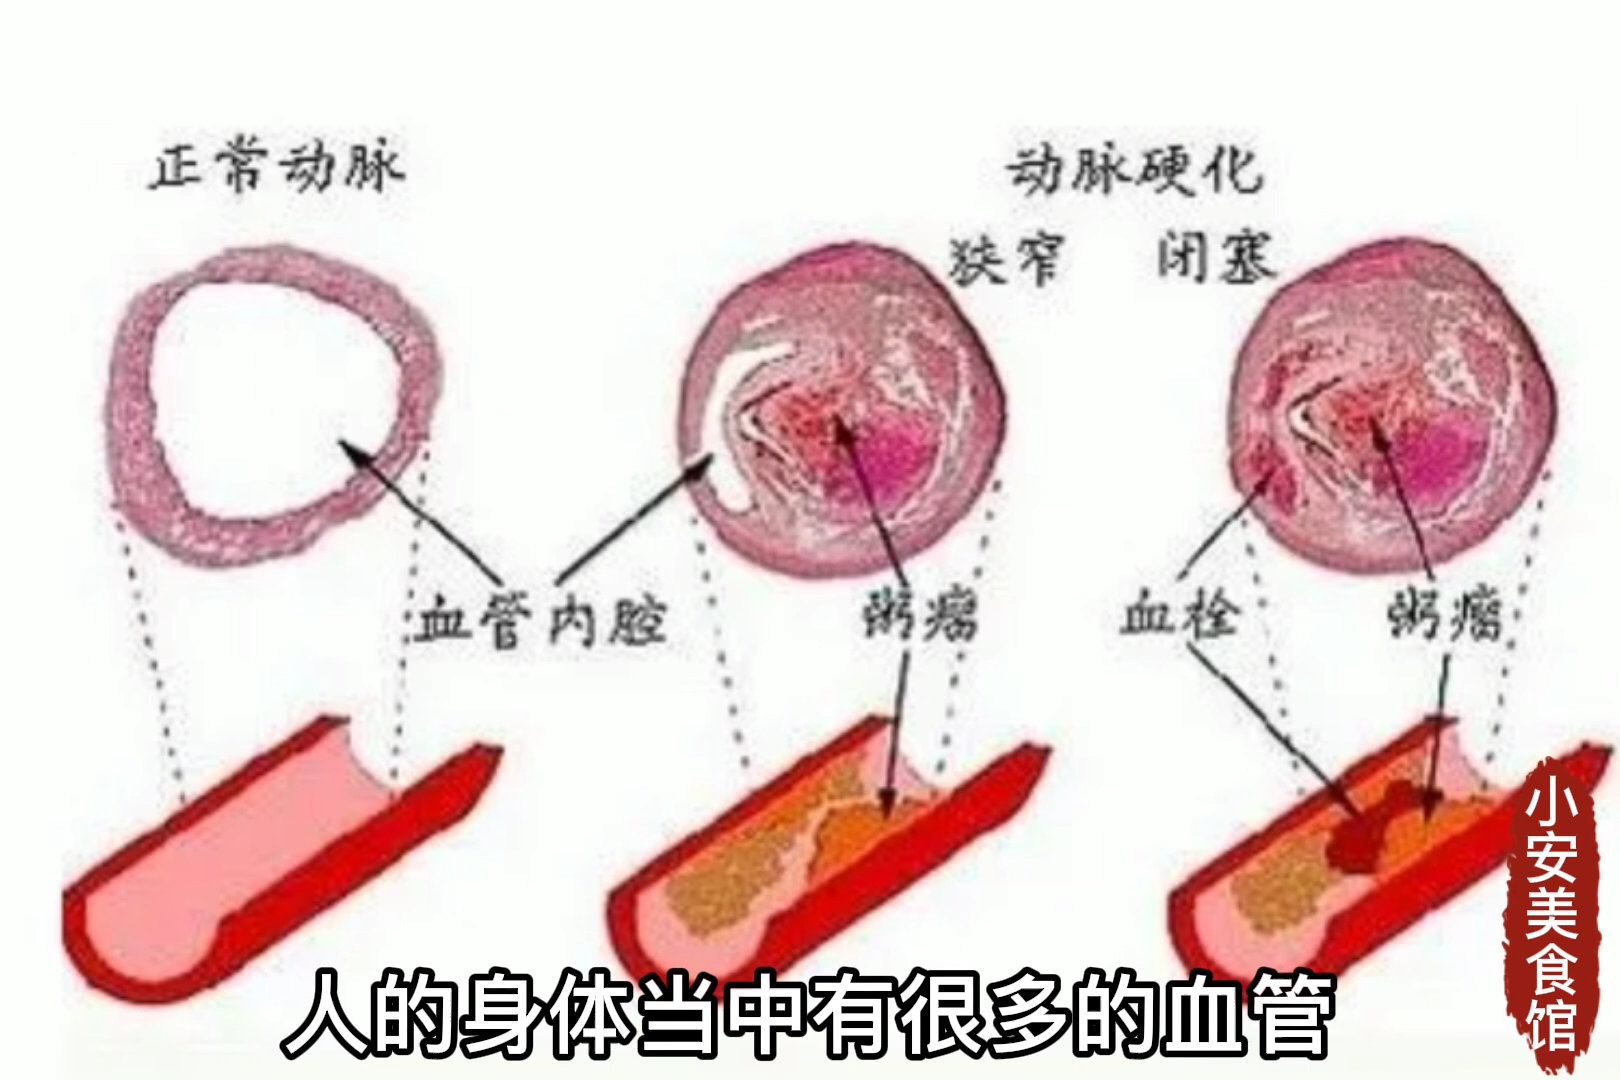 正常动脉
动脉硬化
狭窄
闭塞
血管内腔
粥瘤
血栓
粥瘤
人的身体当中有很多的血管
小安美食馆